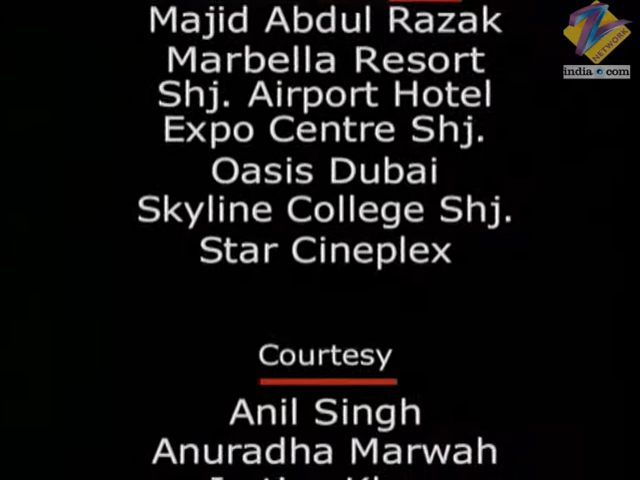 Majid Abdul Razak
Marbella Resort
Shj. Airport Hotel
Expo Centre Shj.
Oasis Dubai
Skyline College Shj.
Star Cineplex
Courtesy
Anil Singh
Anuradha Marwah
Z
NETWORK
india.com